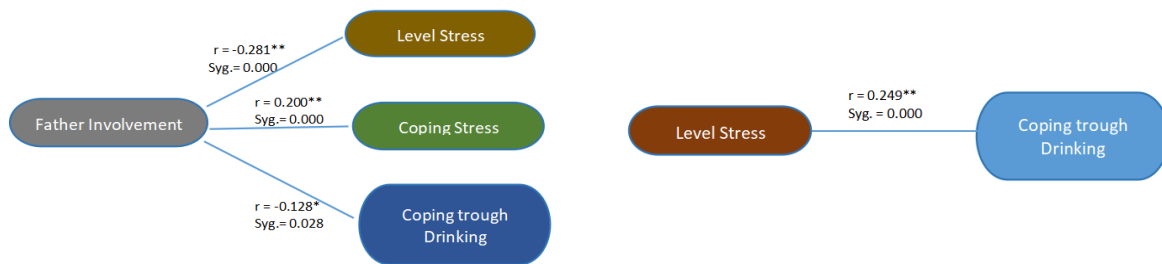 Level Stress
r = -0.281**
Syg.= 0.000
r = 0.200**
Syg.= 0.000
Father Involvement
Coping Stress
r = -0.128*
Syg.= 0.028
Coping trough
Drinking
r = 0.249**
Syg. = 0.000
Level Stress
Coping trough
Drinking